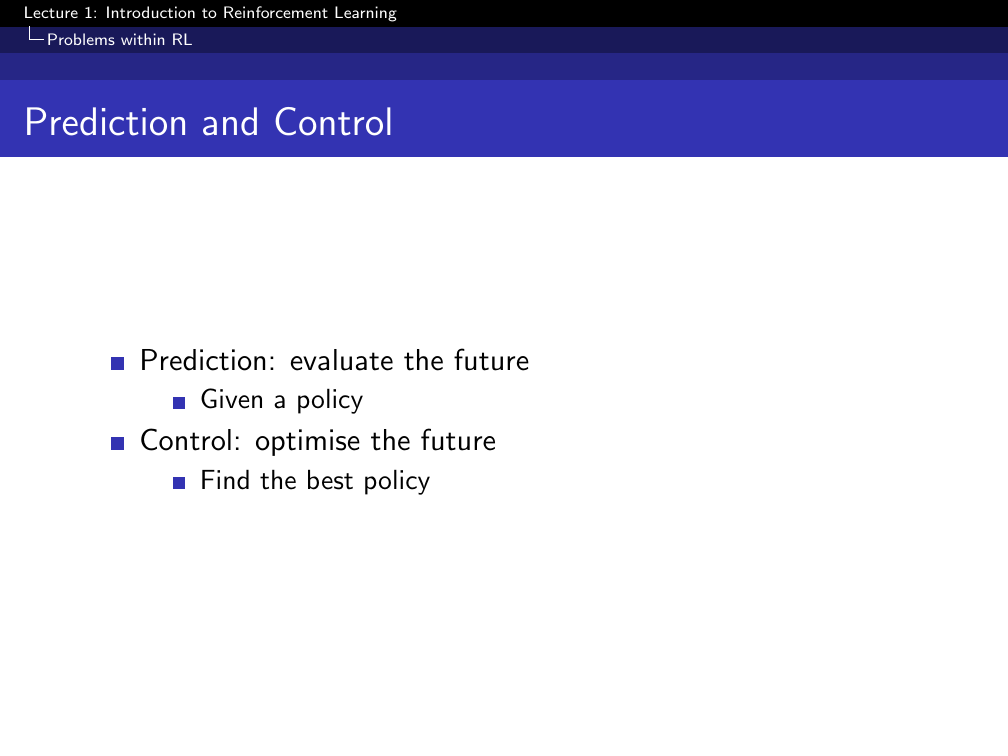 Lecture 1: Introduction to Reinforcement Learning
Problems within RL
Prediction and Control
Prediction: evaluate the future
Given a policy
Control: optimise the future
Find the best policy